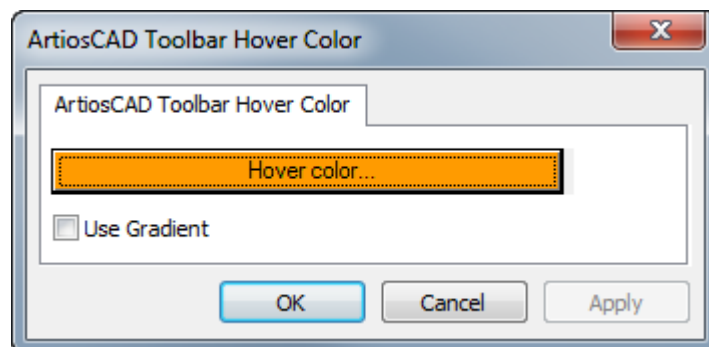 ArtiosCAD Toolbar Hover Color
ArtiosCAD Toolbar Hover Color
Hover color...
Use Gradient
OK Cancel Apply